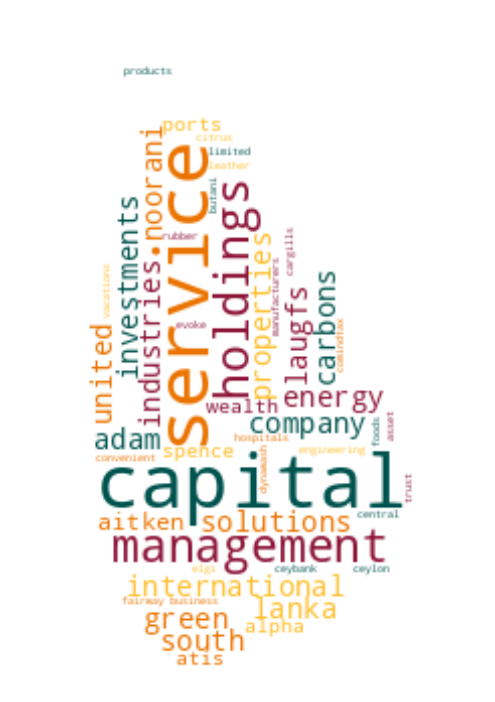 products
ports
citrus
noorani
service
limited
leather
butani
holdings
investments
rubber
industries
properties
manufacturers
cargills
vacations
evoke
laugfs
carbons
comindtax
united
energy
wealth
company
adam
hospitals
foods
asset
convenient
spence
dynawash
engineering
capital
trust
aitken
solutions
central
management
elgi
ceybank
ceylon
international
fairway business
lanka
green
alpha
south
atis